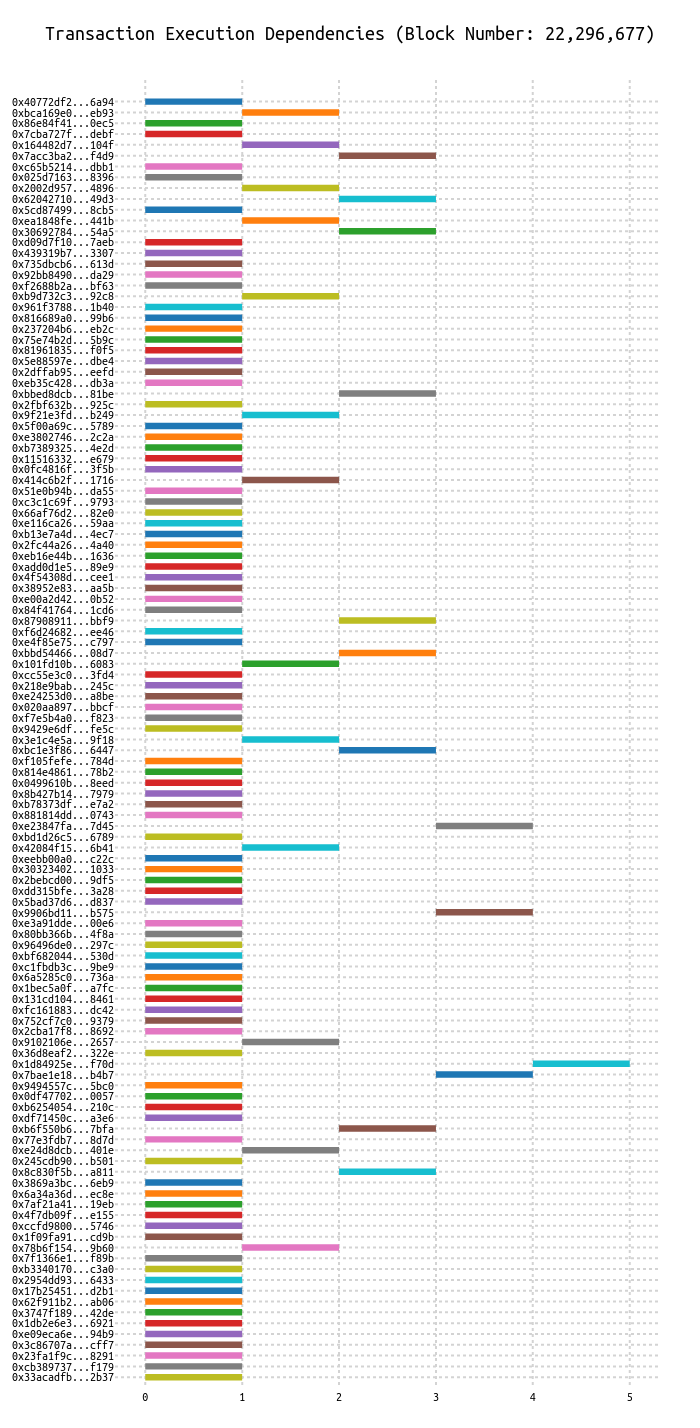 Transaction Execution Dependencies (Block Number: 22,296,677)
0x40772df2...6a94
0xbca169e0...eb93
0x86e84f41...0ec5
0x7cba727f...debf
0x164482d7...104f
0x7acc3ba2...f4d9
0xc65b5214...dbb1
0x025d7163...8396
0x2002d957...4896
0x62042710...49d3
0x5cd87499...8cb5
0xea1848fe...441b
0x30692784...54a5
0xd09d7f10...7aeb
0x439319b7...3307
0x735dbcb6...613d
0x92bb8490...da29
0xf2688b2a...bf63
0xb9d732c3...92c8
0x961f3788...1b40
0x816689a0...99b6
0x237204b6...eb2c
0x75e74b2d...5b9c
0x81961835...f0f5
0x5e88597e...dbe4
0x2dffab95...eefd
0xeb35c428...db3a
0xbbed8dcb...81be
0x2fbf632b...925c
0x9f21e3fd...b249
0x5f00a69c...5789
0xe3802746...2c2a
0xb7389325...4e2d
0x11516332...e679
0x0fc4816f...3f5b
0x414c6b2f...1716
0x51e0b94b...da55
0xc3c1c69f...9793
0x66af76d2...82e0
0xe116ca26...59aa
0xb13e7a4d...4ec7
0x2fc44a26...4a40
0xeb16e44b...1636
0xadd0d1e5...89e9
0x4f54308d...cee1
0x38952e83...aa5b
0xe00a2d42...0b52
0x84f41764...1cd6
0x87908911...bbf9
0xf6d24682...ee46
0xe4f85e75...c797
0xbbd54466...08d7
0x101fd10b...6083
0xcc55e3c0...3fd4
0x218e9bab...245c
0xe24253d0...a8be
0x020aa897...bbcf
0xf7e5b4a0...f823
0x9429e6df...fe5c
0x3e1c4e5a...9f18
0xbc1e3f86...6447
0xf105fefe...784d
0x814e4861...78b2
0x0499610b...8eed
0x8b427b14...7979
0xb78373df...e7a2
0x881814dd...0743
0xe23847fa...7d45
0xbd1d26c5...6789
0x42084f15...6b41
0xeebb00a0...c22c
0x30323402...1033
0x2bebcd00...9df5
0xdd315bfe...3a28
0x5bad37d6...d837
0x9906bd11...b575
0xe3a91dde...00e6
0x80bb366b...4f8a
0x96496de0...297c
0xbf682044...530d
0xc1fbdb3c...9be9
0x6a5285c0...736a
0x1bec5a0f...a7fc
0x131cd104...8461
0xfc161883...dc42
0x752cf7c0...9379
0x2cba17f8...8692
0x9102106e...2657
0x36d8eaf2...322e
0x1d84925e...f70d
0x7bae1e18...b4b7
0x9494557c...5bc0
0x0df47702...0057
0xb6254054...210c
0xdf71450c...a3e6
0xb6f550b6...7bfa
0x77e3fdb7...8d7d
0xe24d8dcb...401e
0x245cdb90...b501
0x8c830f5b...a811
0x3869a3bc...6eb9
0x6a34a36d...ec8e
0x7af21a41...19eb
0x4f7db09f...e155
0xccfd9800...5746
0x1f09fa91...cd9b
0x78b6f154...9b60
0x7f1366e1...f89b
0xb3340170...c3a0
0x2954dd93...6433
0x17b25451...d2b1
0x62f911b2...ab06
0x3747f189...42de
0x1db2e6e3...6921
0xe09eca6e...94b9
0x3c86707a...cff7
0x23fa1f9c...8291
0xcb389737...f179
0x33acadfb...2b37
0 1 2 3 4 5